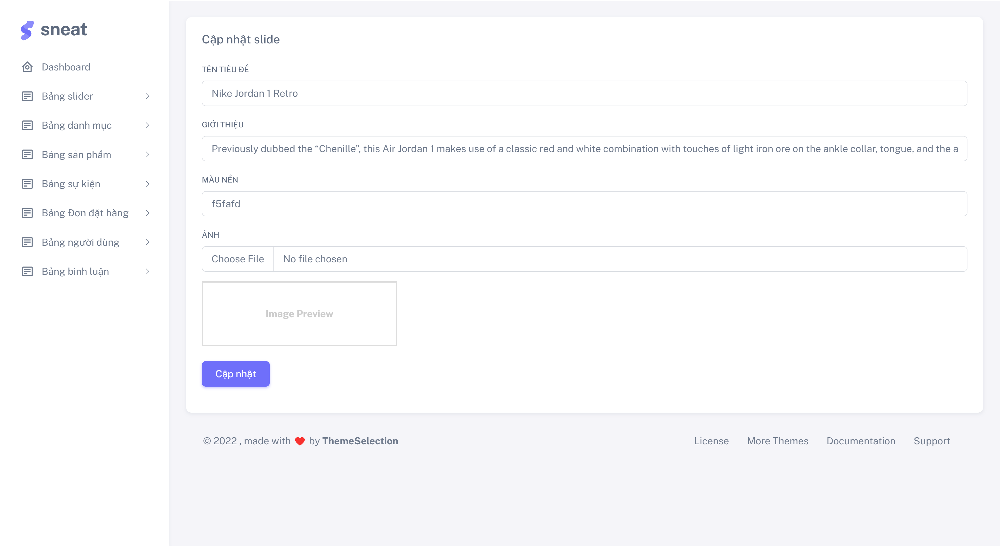 sneat
Dashboard
Bảng slider
Bảng danh mục
Bảng sản phẩm
Bảng sự kiện
Bảng Đơn đặt hàng
Bảng người dùng
Bảng bình luận
Cập nhật slide
TÊN TIÊU ĐỀ
Nike Jordan 1 Retro
GIỚI THIỆU
Previously dubbed the “Chenille”, this Air Jordan 1 makes use of a classic red and white combination with touches of light iron ore on the ankle collar, tongue, and the a
MÀU NỀN
f5fafd
ẢNH
Choose File No file chosen
Image Preview
Cập nhật
© 2022 , made with ❤️ by ThemeSelection
License More Themes Documentation Support